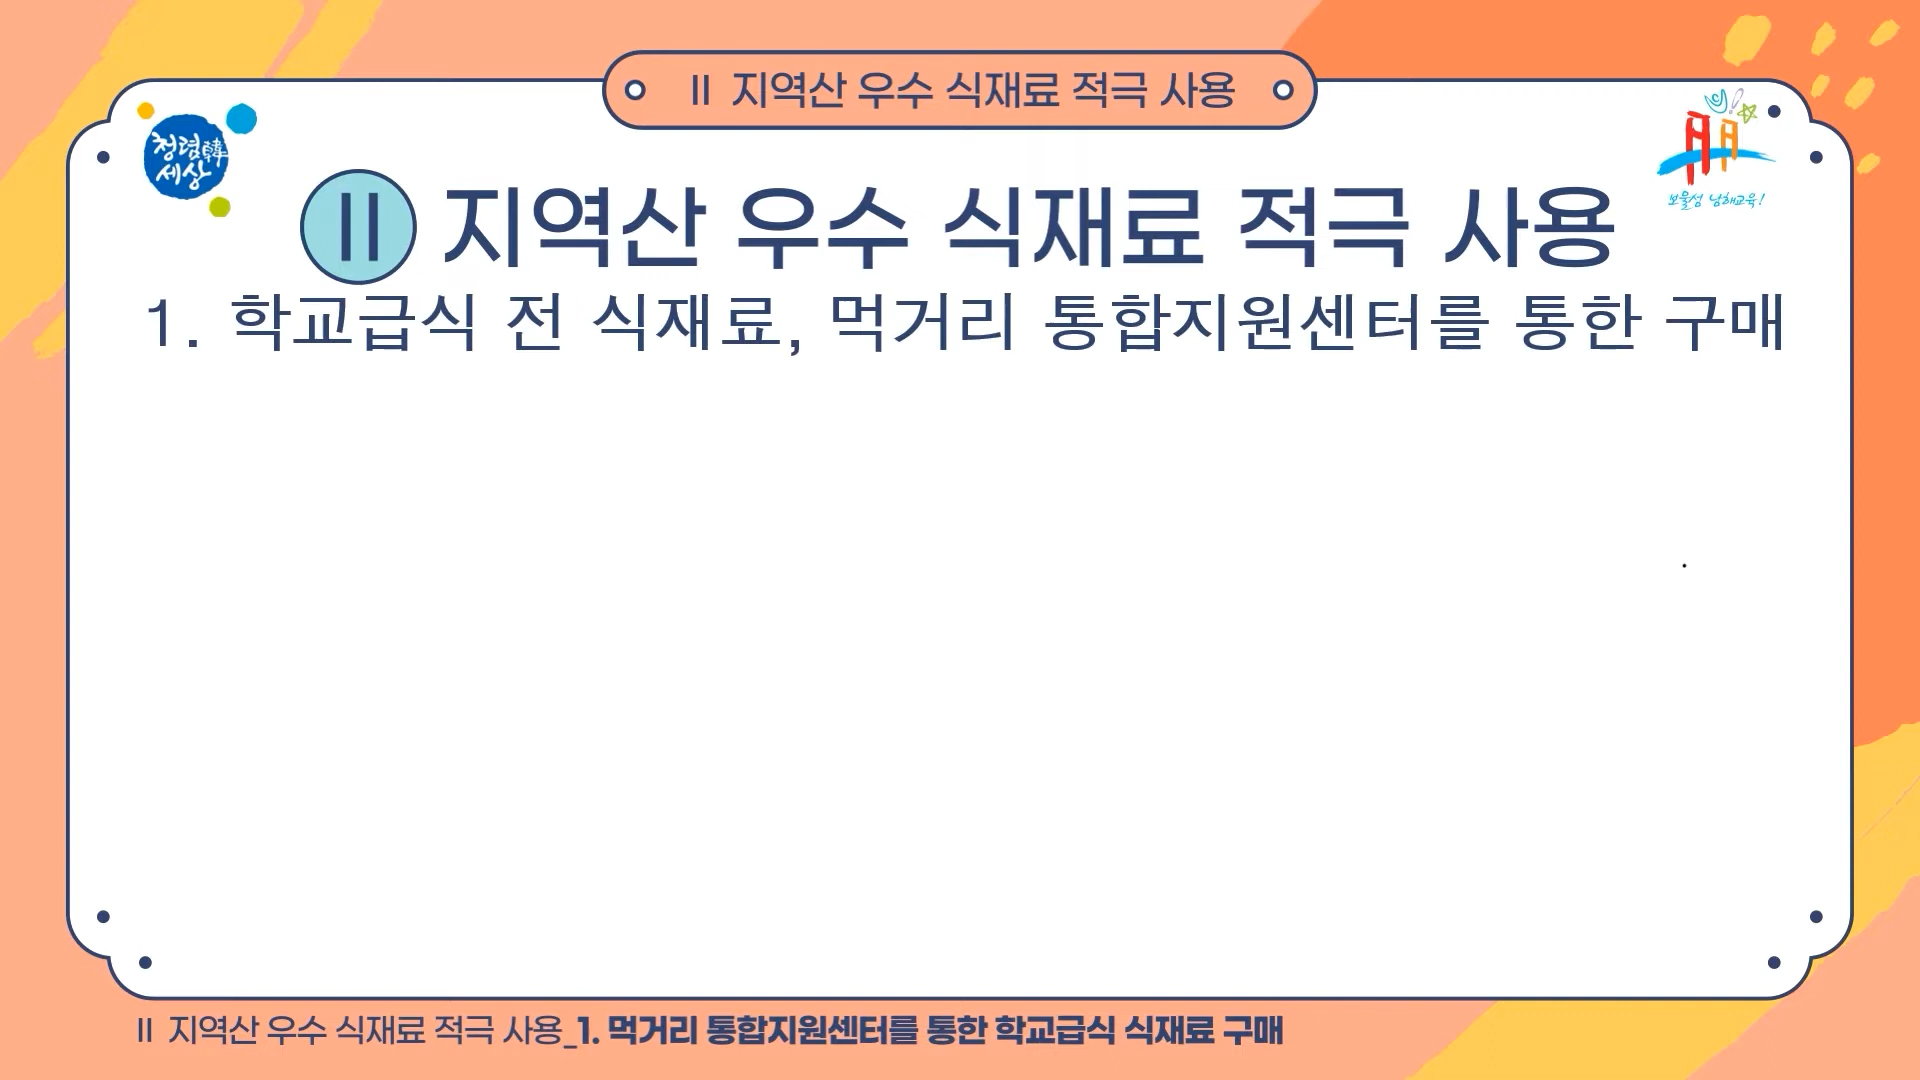 II 지역산 우수 식재료 적극 사용
청렴韓
세상
보물섬 남해교육!
II 지역산 우수 식재료 적극 사용
1. 학교급식 전 식재료, 먹거리 통합지원센터를 통한 구매
II 지역산 우수 식재료 적극 사용_1. 먹거리 통합지원센터를 통한 학교급식 식재료 구매